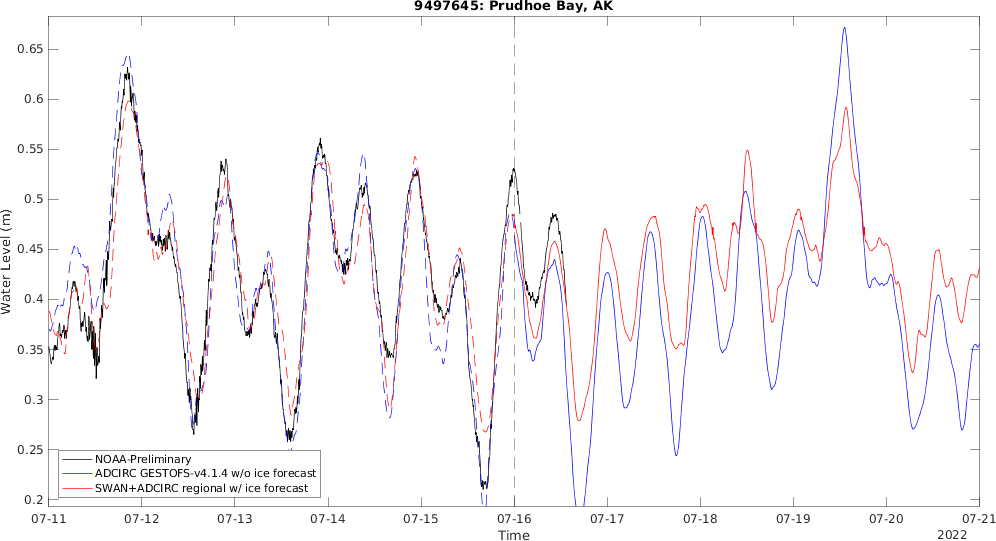 9497645: Prudhoe Bay, AK
Water Level (m)
0.65
0.6
0.55
0.5
0.45
0.4
0.35
0.3
0.25
0.2
NOAA-Preliminary
ADCIRC GESTOFS-v4.1.4 w/o ice forecast
SWAN+ADCIRC regional w/ ice forecast
07-11 07-12 07-13 07-14 07-15 07-16 07-17 07-18 07-19 07-20 07-21
Time
2022